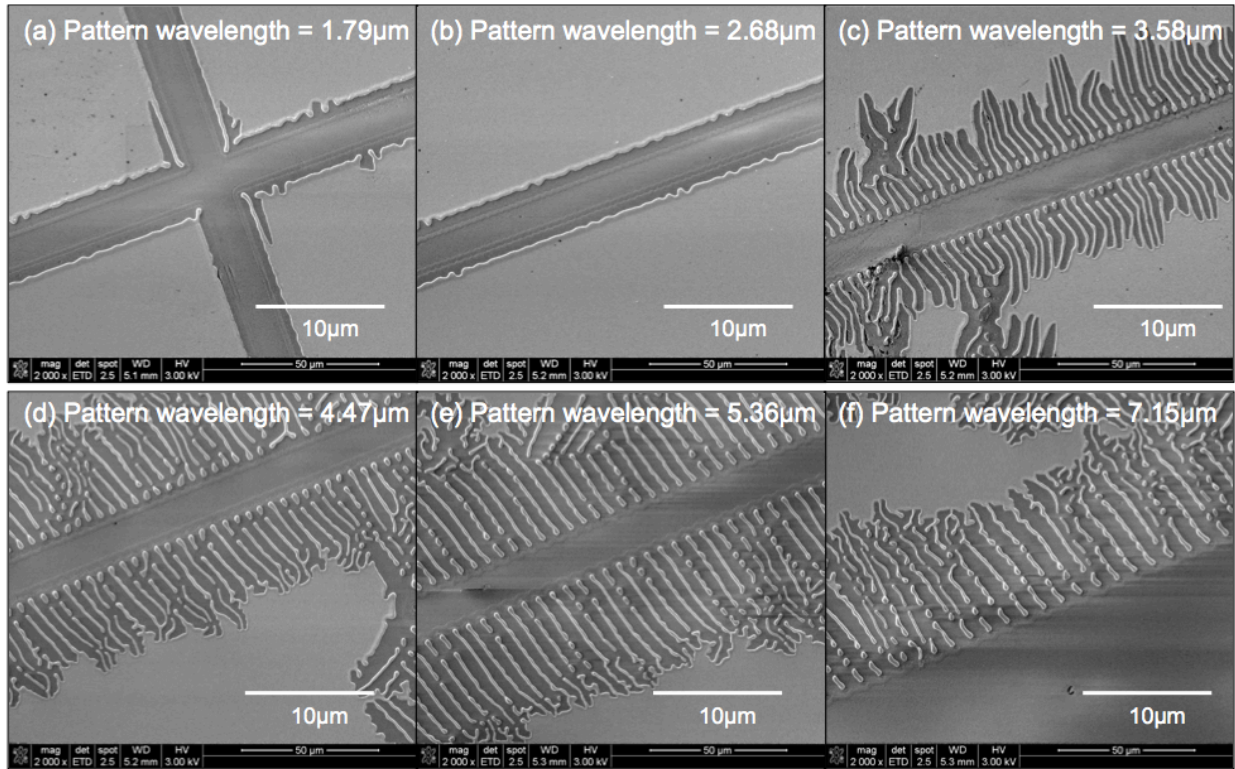 (a) Pattern wavelength = 1.79µm
(b) Pattern wavelength = 2.68µm
(c) Pattern wavelength = 3.58µm
10µm
10µm
10µm
mag det spot WD HV 50 µm
2 000 x ETD 2.5 5.1 mm 3.00 kV
mag det spot WD HV 50 µm
2 000 x ETD 2.5 5.2 mm 3.00 kV
mag det spot WD HV 50 µm
2 000 x ETD 2.5 5.2 mm 3.00 kV
(d) Pattern wavelength = 4.47µm
(e) Pattern wavelength = 5.36µm
(f) Pattern wavelength = 7.15µm
10µm
10µm
10µm
mag det spot WD HV 50 µm
2 000 x ETD 2.5 5.2 mm 3.00 kV
mag det spot WD HV 50 µm
2 000 x ETD 2.5 5.3 mm 3.00 kV
mag det spot WD HV 50 µm
2 000 x ETD 2.5 5.3 mm 3.00 kV